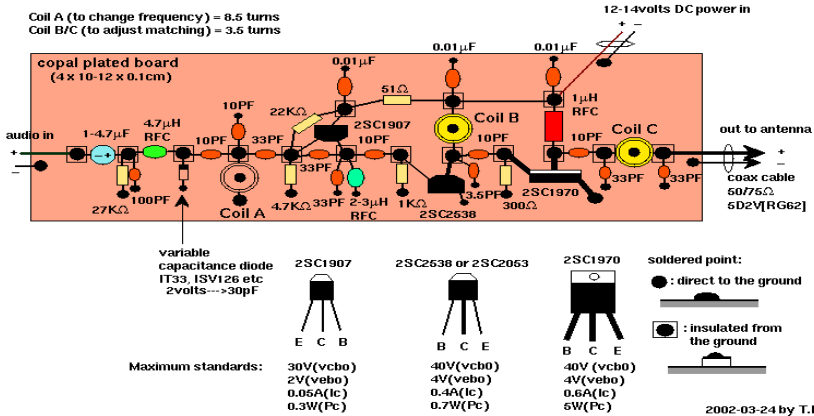 Coil A (to change frequency) = 8.5 turns
Coil B/C (to adjust matching) = 3.5 turns
12-14volts DC power in
+ −
copal plated board
(4 x 10-12 x 0.1cm)
0.01µF
0.01µF
0.01µF
51Ω
1µH
RFC
22KΩ
2SC1907
Coil B
Coil C
audio in
+
−
1-4.7µF
−+
4.7µH
RFC
10PF
10PF
33PF
33PF
10PF
10PF
10PF
out to antenna
+
−
coax cable
50/75Ω
5D2V[RG62]
27KΩ
100PF
Coil A
4.7KΩ
33PF
2-3µH
RFC
1KΩ
2SC2538
3.5PF
300Ω
2SC1970
33PF
33PF
variable
capacitance diode
IT33, ISV126 etc
2volts--->30pF
2SC1907
2SC2538 or 2SC2053
2SC1970
E C B
B C E
B C E
soldered point:
: direct to the ground
: insulated from
the ground
Maximum standards:
30V(vcbo)
2V(vebo)
0.05A(Ic)
0.3W(Pc)
40V(vcbo)
4V(vebo)
0.4A(Ic)
0.7W(Pc)
40V (vcbo)
4V(vebo)
0.6A(Ic)
5W(Pc)
2002-03-24 by T.I